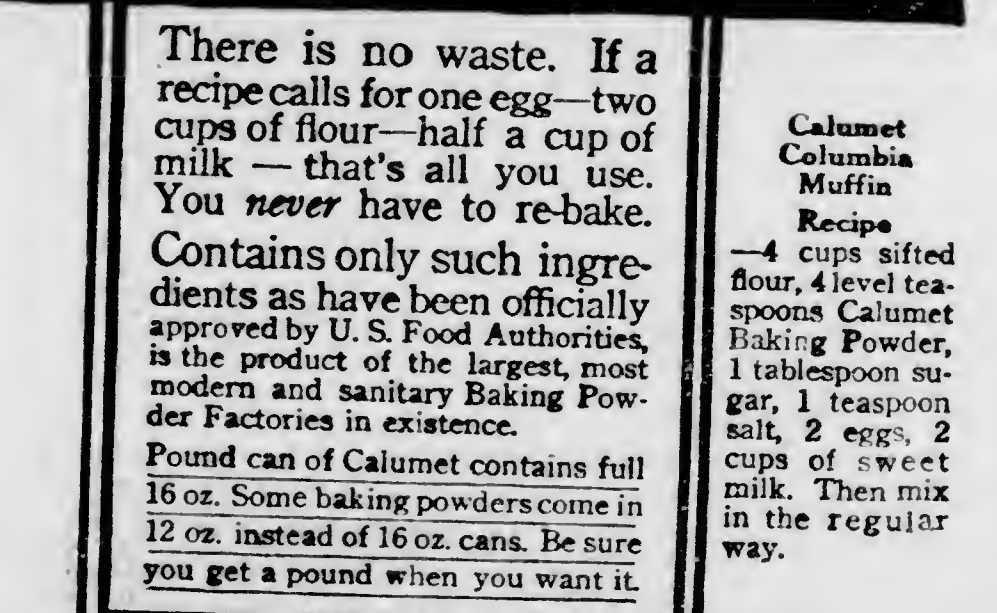 There is no waste. If a
recipe calls for one egg—two
cups of flour—half a cup of
milk — that's all you use.
You never have to re-bake.
Contains only such ingre-
dients as have been officially
approved by U. S. Food Authorities,
is the product of the largest, most
modern and sanitary Baking Pow-
der Factories in existence.
Pound can of Calumet contains full
16 oz. Some baking powders come in
12 oz. instead of 16 oz. cans. Be sure
you get a pound when you want it.
Calumet
Columbia
Muffin
Recipe
—4 cups sifted
flour, 4 level tea-
spoons Calumet
Baking Powder,
1 tablespoon su-
gar, 1 teaspoon
salt, 2 eggs, 2
cups of sweet
milk. Then mix
in the regular
way.